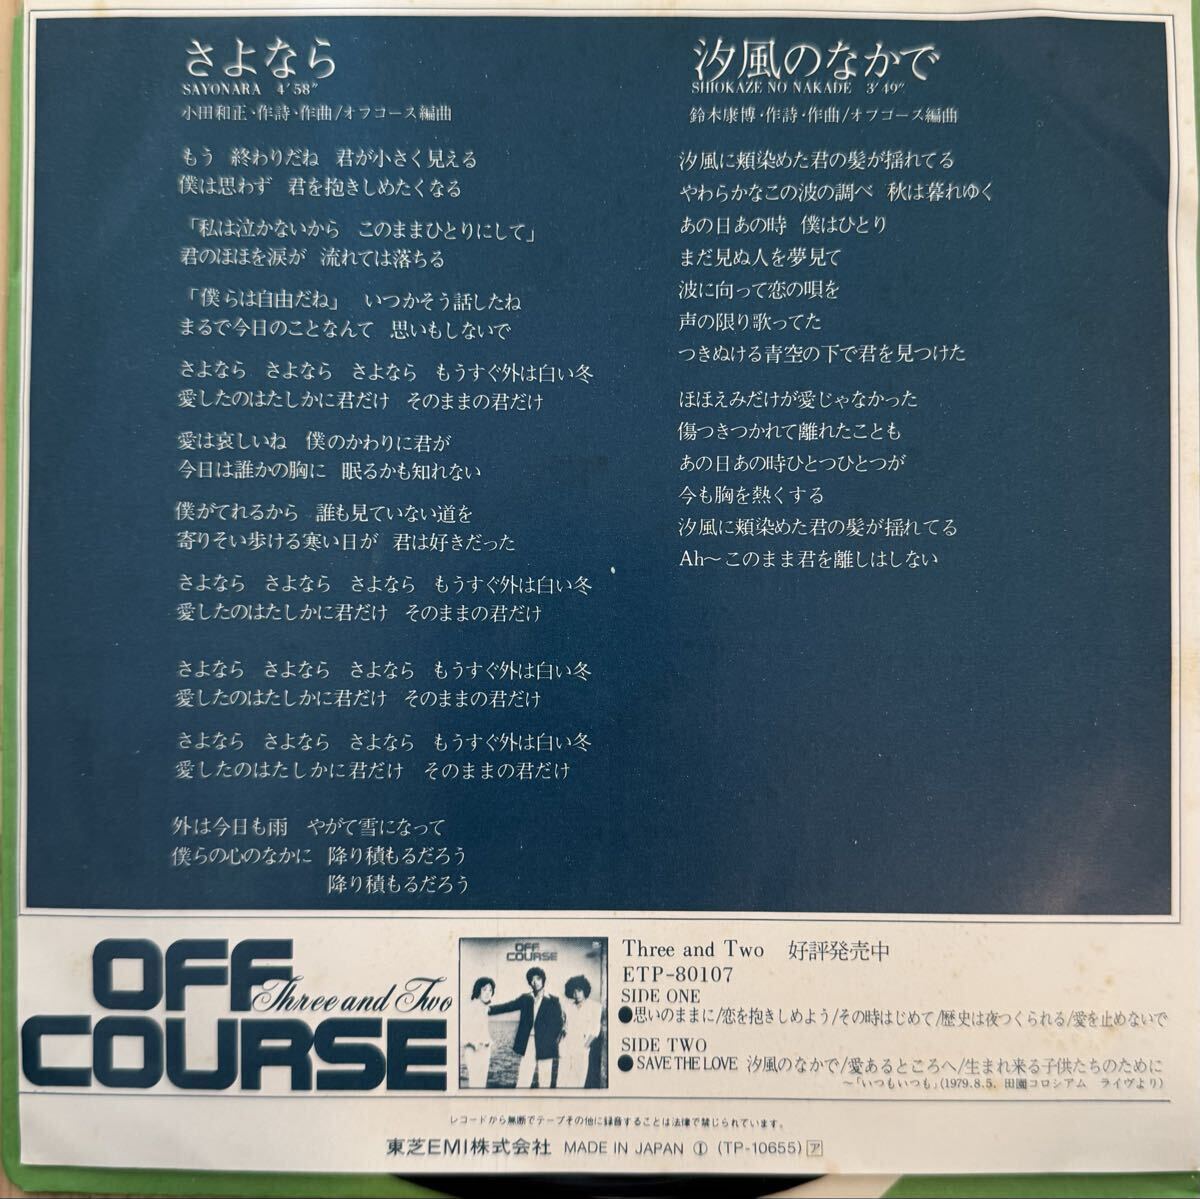 さよなら
SAYONARA 4'58"
小田和正・作詩・作曲/オフコース編曲
もう 終わりだね 君が小さく見える
僕は思わず 君を抱きしめたくなる
「私は泣かないから このままひとりにして」
君のほほを涙が 流れては落ちる
「僕らは自由だね」 いつかそう話したね
まるで今日のことなんて 思いもしないで
さよなら さよなら さよなら もうすぐ外は白い冬
愛したのはたしかに君だけ そのままの君だけ
愛は哀しいね 僕のかわりに君が
今日は誰かの胸に 眠るかも知れない
僕がてれるから 誰も見ていない道を
寄りそい歩ける寒い日が 君は好きだった
さよなら さよなら さよなら もうすぐ外は白い冬
愛したのはたしかに君だけ そのままの君だけ
さよなら さよなら さよなら もうすぐ外は白い冬
愛したのはたしかに君だけ そのままの君だけ
さよなら さよなら さよなら もうすぐ外は白い冬
愛したのはたしかに君だけ そのままの君だけ
外は今日も雨 やがて雪になって
僕らの心のなかに 降り積もるだろう
降り積もるだろう
汐風のなかで
SHIOKAZE NO NAKADE 3'49"
鈴木康博・作詩・作曲/オフコース編曲
汐風に頬染めた君の髪が揺れてる
やわらかなこの波の調べ 秋は暮れゆく
あの日あの時 僕はひとり
まだ見ぬ人を夢見て
波に向って恋の唄を
声の限り歌ってた
つきぬける青空の下で君を見つけた
ほほえみだけが愛じゃなかった
傷つきつかれて離れたことも
あの日あの時ひとつひとつが
今も胸を熱くする
汐風に頬染めた君の髪が揺れてる
Ah〜このまま君を離しはしない
OFF
Three and Two
COURSE
OFF
COURSE
Three and Two 好評発売中
ETP-80107
SIDE ONE
●思いのままに/恋を抱きしめよう/その時はじめて/歴史は夜つくられる/愛を止めないで
SIDE TWO
●SAVE THE LOVE 汐風のなかで/愛あるところへ/生まれ来る子供たちのために
〜「いつもいつも」(1979.8.5. 田園コロシアム ライヴより)
レコードから無断でテープその他に録音することは法律で禁じられています。
東芝EMI株式会社 MADE IN JAPAN Ⓣ (TP-10655) ア